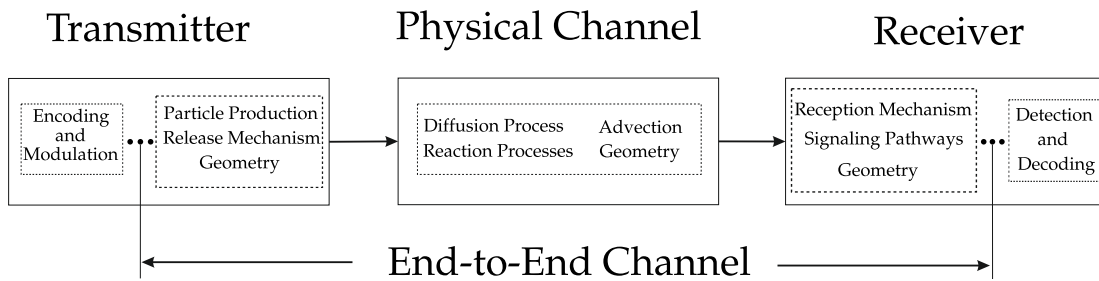 Transmitter
Physical Channel
Receiver
Encoding
and
Modulation
Particle Production
Release Mechanism
Geometry
Diffusion Process
Reaction Processes
Advection
Geometry
Reception Mechanism
Signaling Pathways
Geometry
Detection
and
Decoding
End-to-End Channel